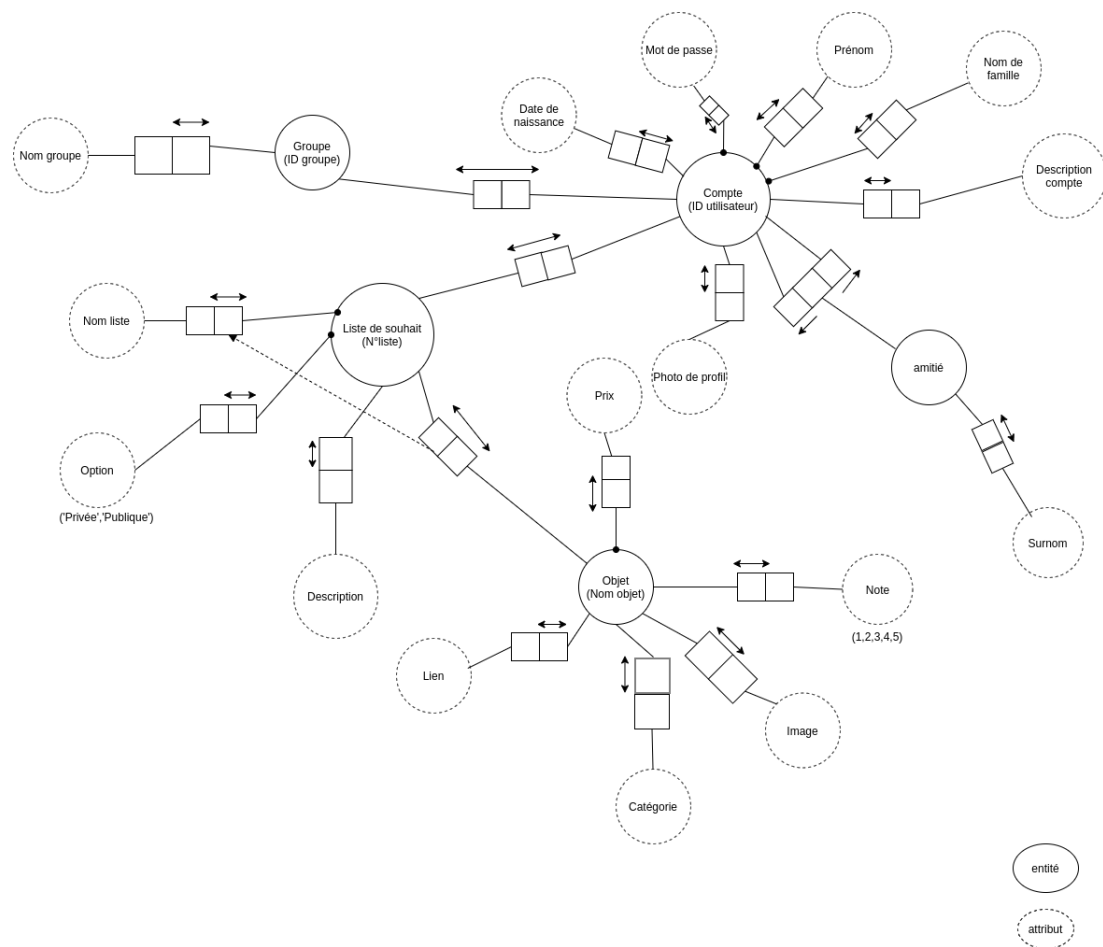 Mot de passe
Prénom
Nom de
famille
Date de
naissance
Nom groupe
Groupe
(ID groupe)
Compte
(ID utilisateur)
Description
compte
Nom liste
Liste de souhait
(N°liste)
Photo de profil
amitié
Prix
Option
('Privée','Publique')
Surnom
Description
Objet
(Nom objet)
Note
(1,2,3,4,5)
Lien
Image
Catégorie
entité
attribut